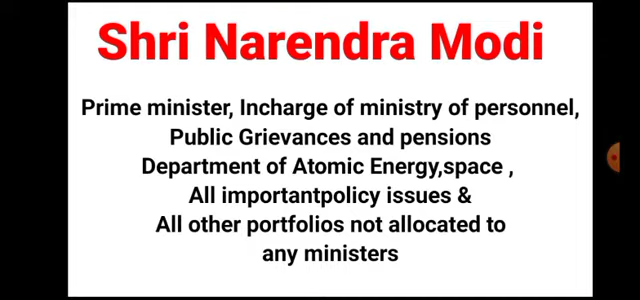 Shri Narendra Modi
Prime minister, Incharge of ministry of personnel,
Public Grievances and pensions
Department of Atomic Energy,space ,
All importantpolicy issues &
All other portfolios not allocated to
any ministers